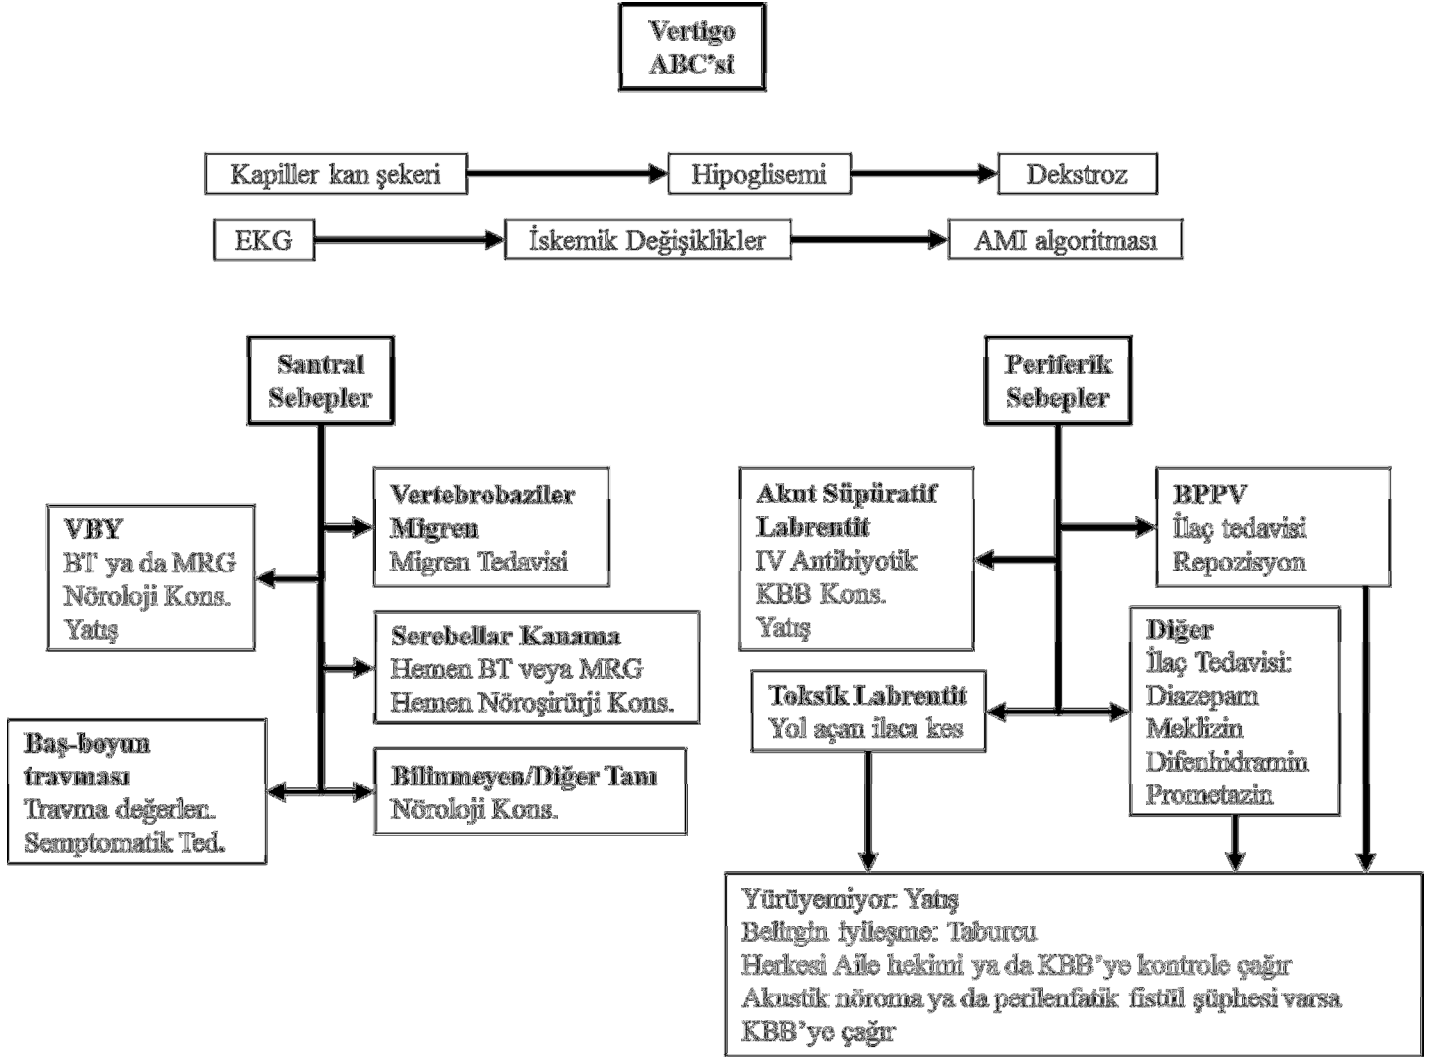 Vertigo
ABC'si
Kapiller kan şekeri
Hipoglisemi
Dekstroz
EKG
İskemik Değişiklikler
AMI algoritması
Santral
Sebepler
VBY
BT ya da MRG
Nöroloji Kons.
Yatış
Vertebrobaziler
Migren
Migren Tedavisi
Serebellar Kanama
Hemen BT veya MRG
Hemen Nöroşirürji Kons.
Baş-boyun
travması
Travma değerlen.
Semptomatik Ted.
Bilinmeyen/Diğer Tanı
Nöroloji Kons.
Periferik
Sebepler
Akut Süpüratif
Labrentit
IV Antibiyotik
KBB Kons.
Yatış
BPPV
İlaç tedavisi
Repozisyon
Toksik Labrentit
Yol açan ilacı kes
Diğer
İlaç Tedavisi:
Diazepam
Meklizin
Difenhidramin
Prometazin
Yürüyemiyor: Yatış
Belirgin iyileşme: Taburcu
Herkesi Aile hekimi ya da KBB'ye kontrole çağır
Akustik nöroma ya da perilenfatik fistül şüphesi varsa
KBB'ye çağır